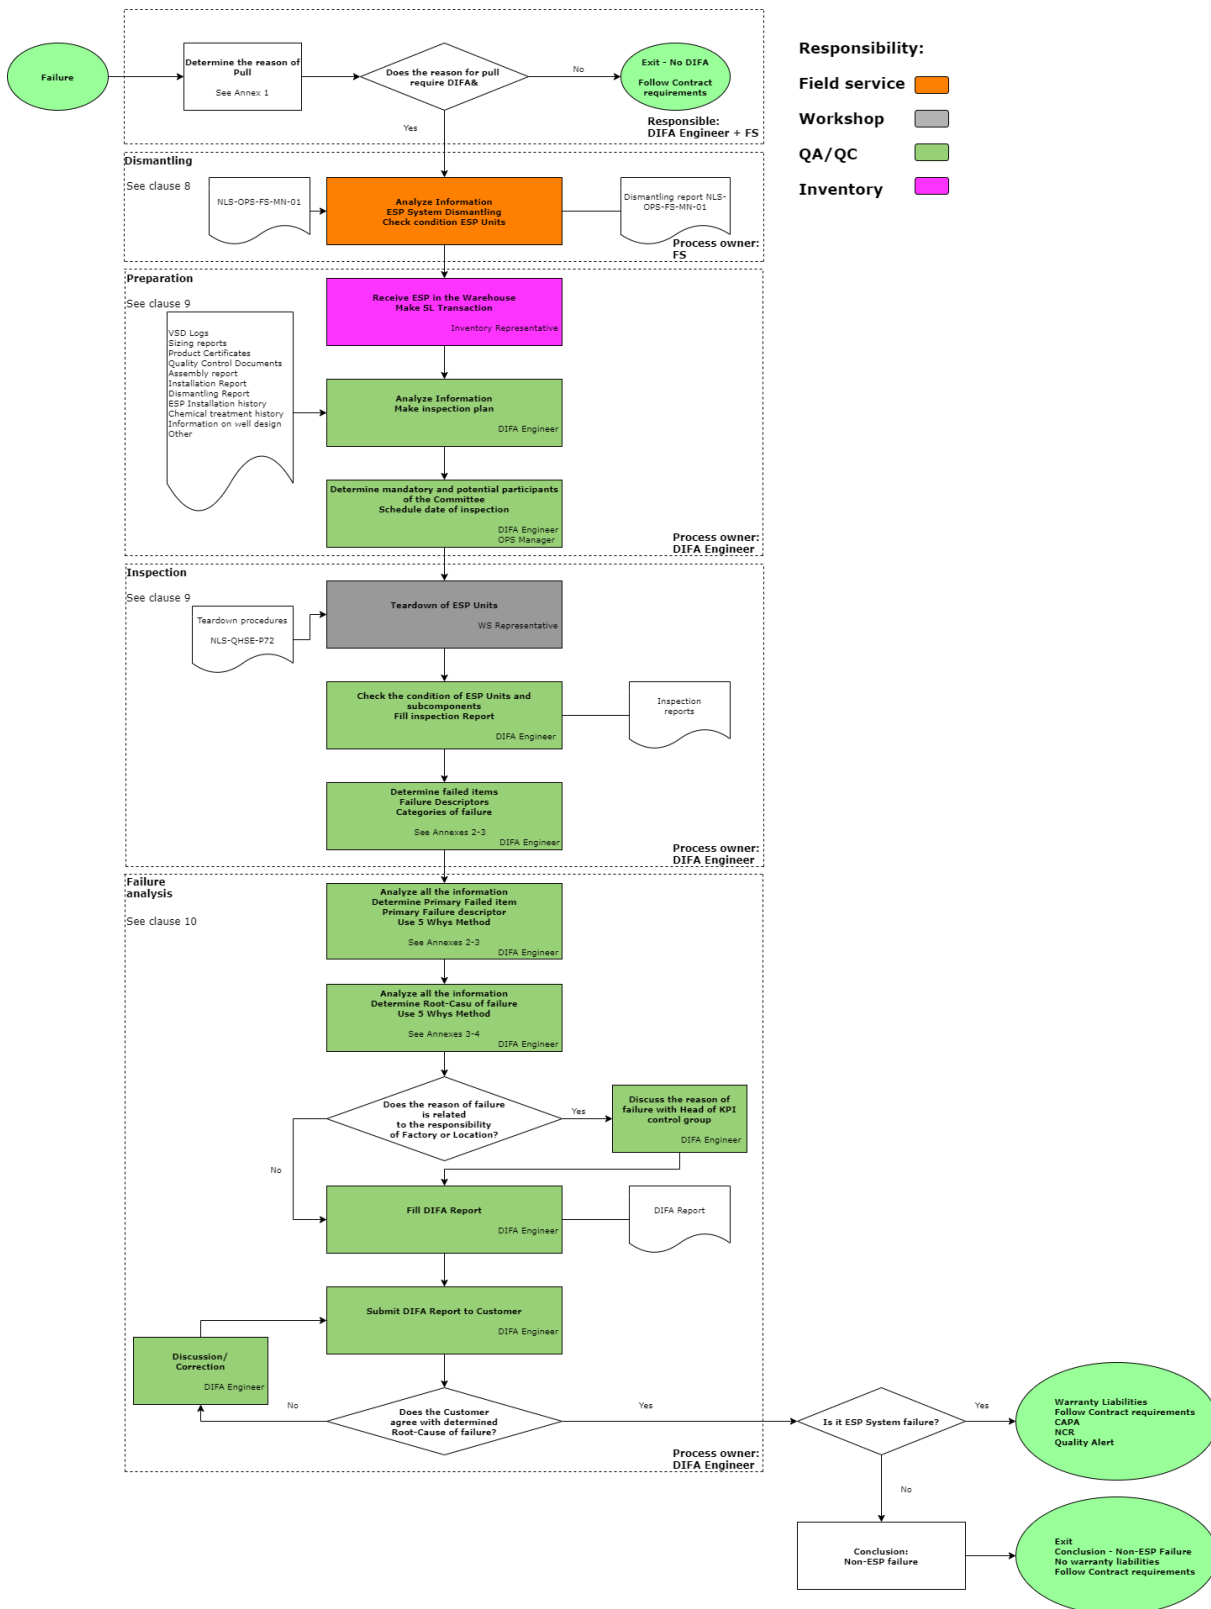 Failure
Determine the reason of
Pull
See Annex 1
Does the reason for pull
require DIFA&
No
Yes
Exit - No DIFA
Follow Contract
requirements
Responsible:
DIFA Engineer + FS
Responsibility:
Field service
Workshop
QA/QC
Inventory
Dismantling
See clause 8
NLS-OPS-FS-MN-01
Analyze Information
ESP System Dismantling
Check condition ESP Units
Dismantling report NLS-
OPS-FS-MN-01
Process owner:
FS
Preparation
See clause 9
VSD Logs
Sizing reports
Product Certificates
Quality Control Documents
Assembly report
Installation Report
Dismantling Report
ESP Installation history
Chemical treatment history
Information on well design
Other
Receive ESP in the Warehouse
Make SL Transaction
Inventory Representative
Analyze Information
Make inspection plan
DIFA Engineer
Determine mandatory and potential participants
of the Committee
Schedule date of inspection
DIFA Engineer
OPS Manager
Process owner:
DIFA Engineer
Inspection
See clause 9
Teardown procedures
NLS-QHSE-P72
Teardown of ESP Units
WS Representative
Check the condition of ESP Units and
subcomponents
Fill inspection Report
DIFA Engineer
Inspection
reports
Determine failed items
Failure Descriptors
Categories of failure
See Annexes 2-3
DIFA Engineer
Process owner:
DIFA Engineer
Failure
analysis
See clause 10
Analyze all the information
Determine Primary Failed item
Primary Failure descriptor
Use 5 Whys Method
See Annexes 2-3
DIFA Engineer
Analyze all the information
Determine Root-Casu of failure
Use 5 Whys Method
See Annexes 3-4
DIFA Engineer
Does the reason of failure
is related
to the responsibility
of Factory or Location?
Yes
No
Discuss the reason of
failure with Head of KPI
control group
DIFA Engineer
Fill DIFA Report
DIFA Engineer
DIFA Report
Submit DIFA Report to Customer
DIFA Engineer
Discussion/
Correction
DIFA Engineer
No
Does the Customer
agree with determined
Root-Cause of failure?
Yes
Process owner:
DIFA Engineer
Is it ESP System failure?
Yes
No
Warranty Liabilities
Follow Contract requirements
CAPA
NCR
Quality Alert
Conclusion:
Non-ESP failure
Exit
Conclusion - Non-ESP Failure
No warranty liabilities
Follow Contract requirements